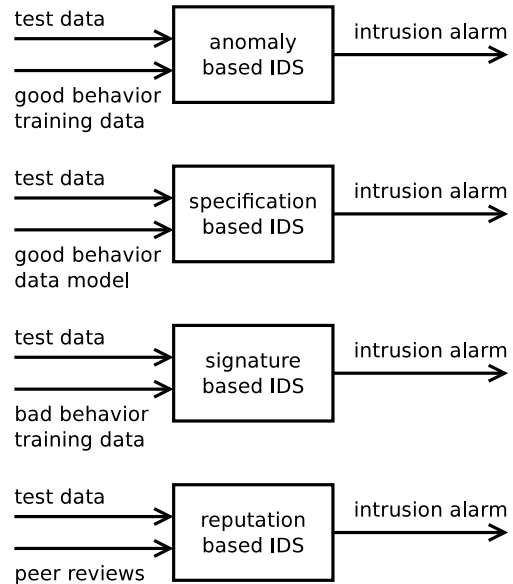 test data
anomaly
based IDS
intrusion alarm
good behavior
training data
test data
specification
based IDS
intrusion alarm
good behavior
data model
test data
signature
based IDS
intrusion alarm
bad behavior
training data
test data
reputation
based IDS
intrusion alarm
peer reviews